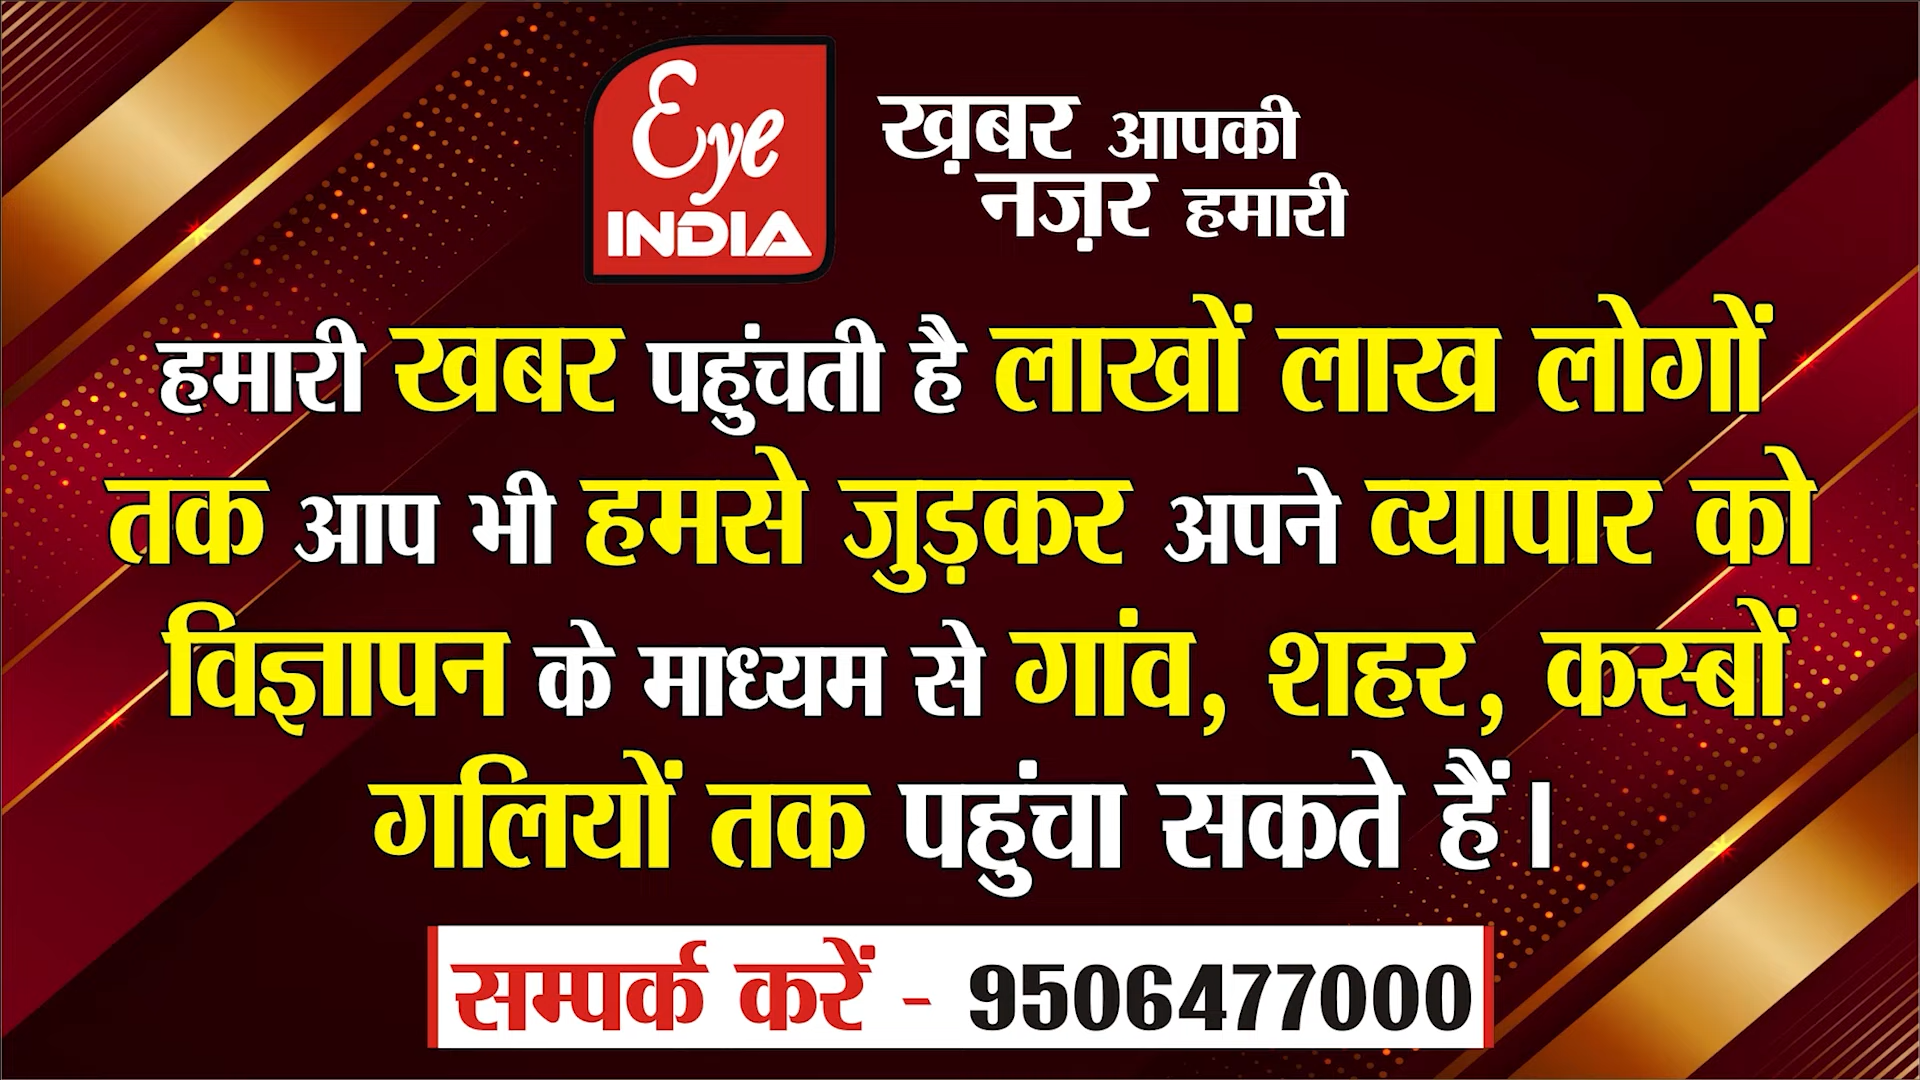 Eye
INDIA
ख़बर आपकी
नज़र हमारी
हमारी खबर पहुंचती है लाखों लाख लोगों
तक आप भी हमसे जुड़कर अपने व्यापार को
विज्ञापन के माध्यम से गांव, शहर, कस्बों
गलियों तक पहुंचा सकते हैं।
सम्पर्क करें - 9506477000